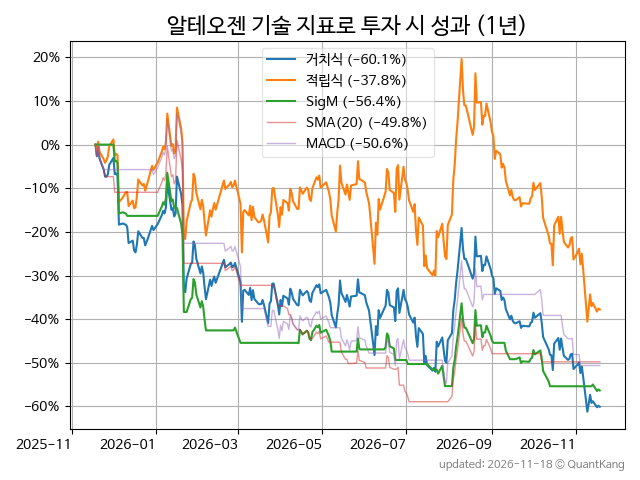 알테오젠 기술 지표로 투자 시 성과 (1년)
거치식 (−60.1%)
적립식 (−37.8%)
SigM (−56.4%)
SMA(20) (−49.8%)
MACD (−50.6%)
20%
10%
0%
−10%
−20%
−30%
−40%
−50%
−60%
2025-11 2026-01 2026-03 2026-05 2026-07 2026-09 2026-11
updated: 2026-11-18 © QuantKang